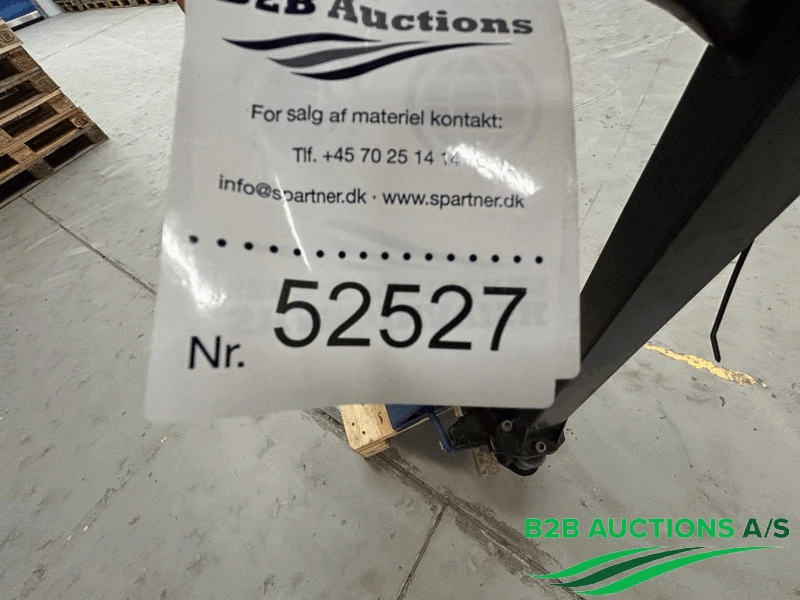 B2B Auctions
For salg af materiel kontakt:
Tlf. +45 70 25 14 14
info@spartner.dk · www.spartner.dk
Nr. 52527
B2B AUCTIONS A/S